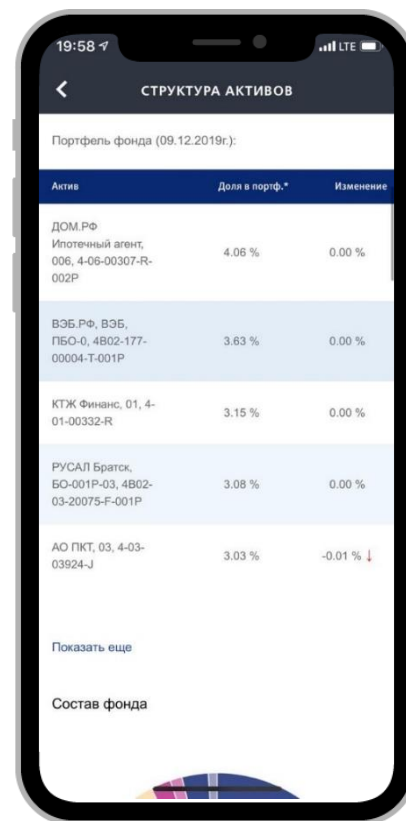 19:58
LTE
СТРУКТУРА АКТИВОВ
Портфель фонда (09.12.2019г.):
Актив Доля в портф.* Изменение
ДОМ.РФ
Ипотечный агент,
006, 4-06-00307-R-
002P
4.06 % 0.00 %
ВЭБ.РФ, ВЭБ,
ПБО-0, 4B02-177-
00004-T-001P
3.63 % 0.00 %
КТЖ Финанс, 01, 4-
01-00332-R
3.15 % 0.00 %
РУСАЛ Братск,
БО-001Р-03, 4B02-
03-20075-F-001P
3.08 % 0.00 %
АО ПКТ, 03, 4-03-
03924-J
3.03 % -0.01 % ↓
Показать еще
Состав фонда